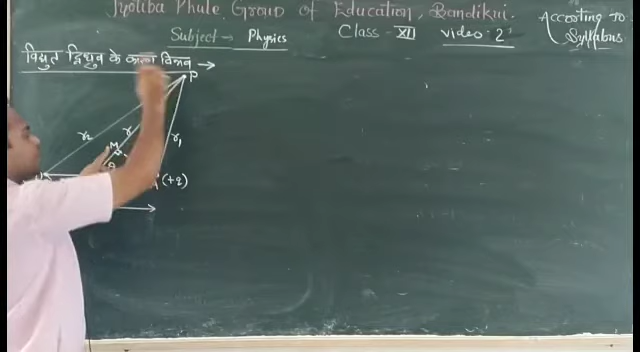 Jyotiba Phule Group of Education, Bandikui.
Subject → Physics Class - XII Video - 2
According To Syllabus
विद्युत द्विध्रुव के कारण विभव →
P
r₂ r r₁
M
(+q)